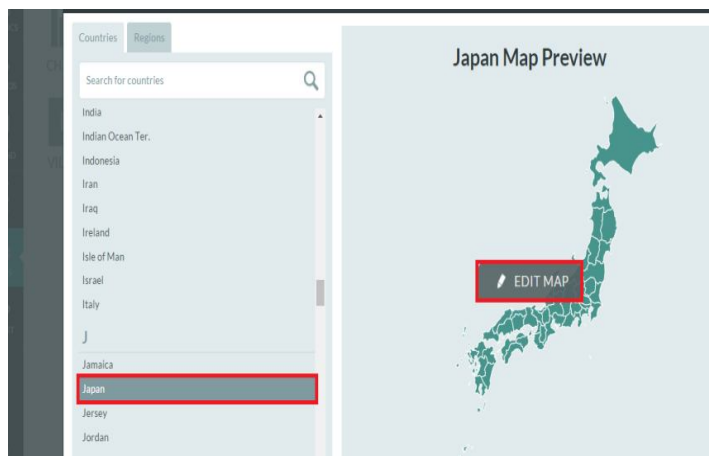 Countries
Regions
Search for countries
India
Indian Ocean Ter.
Indonesia
Iran
Iraq
Ireland
Isle of Man
Israel
Italy
J
Jamaica
Japan
Jersey
Jordan
Japan Map Preview
EDIT MAP